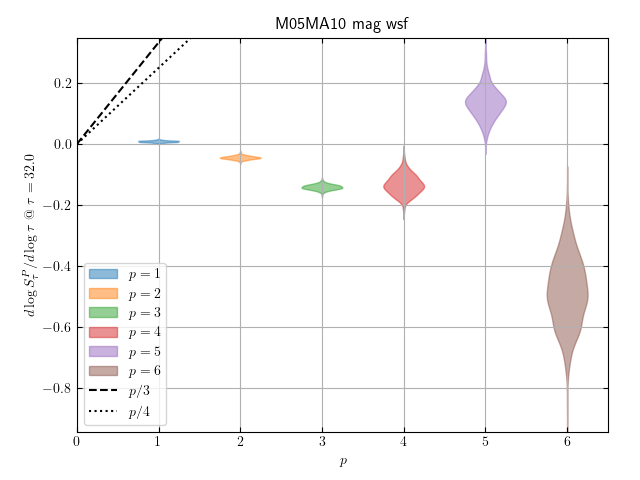 M05MA10 mag wsf
d log S_τ^p / d log τ @ τ = 32.0
0.2
0.0
−0.2
−0.4
−0.6
−0.8
p = 1
p = 2
p = 3
p = 4
p = 5
p = 6
p/3
p/4
0 1 2 3 4 5 6
p